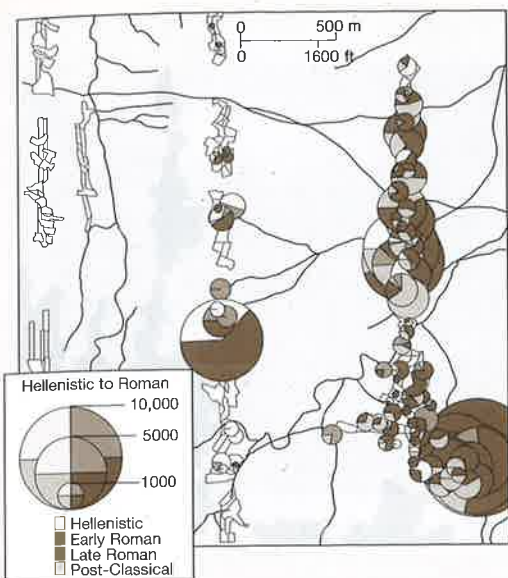 0 500 m
0 1600 ft
Hellenistic to Roman
10,000
5000
1000
Hellenistic
Early Roman
Late Roman
Post-Classical